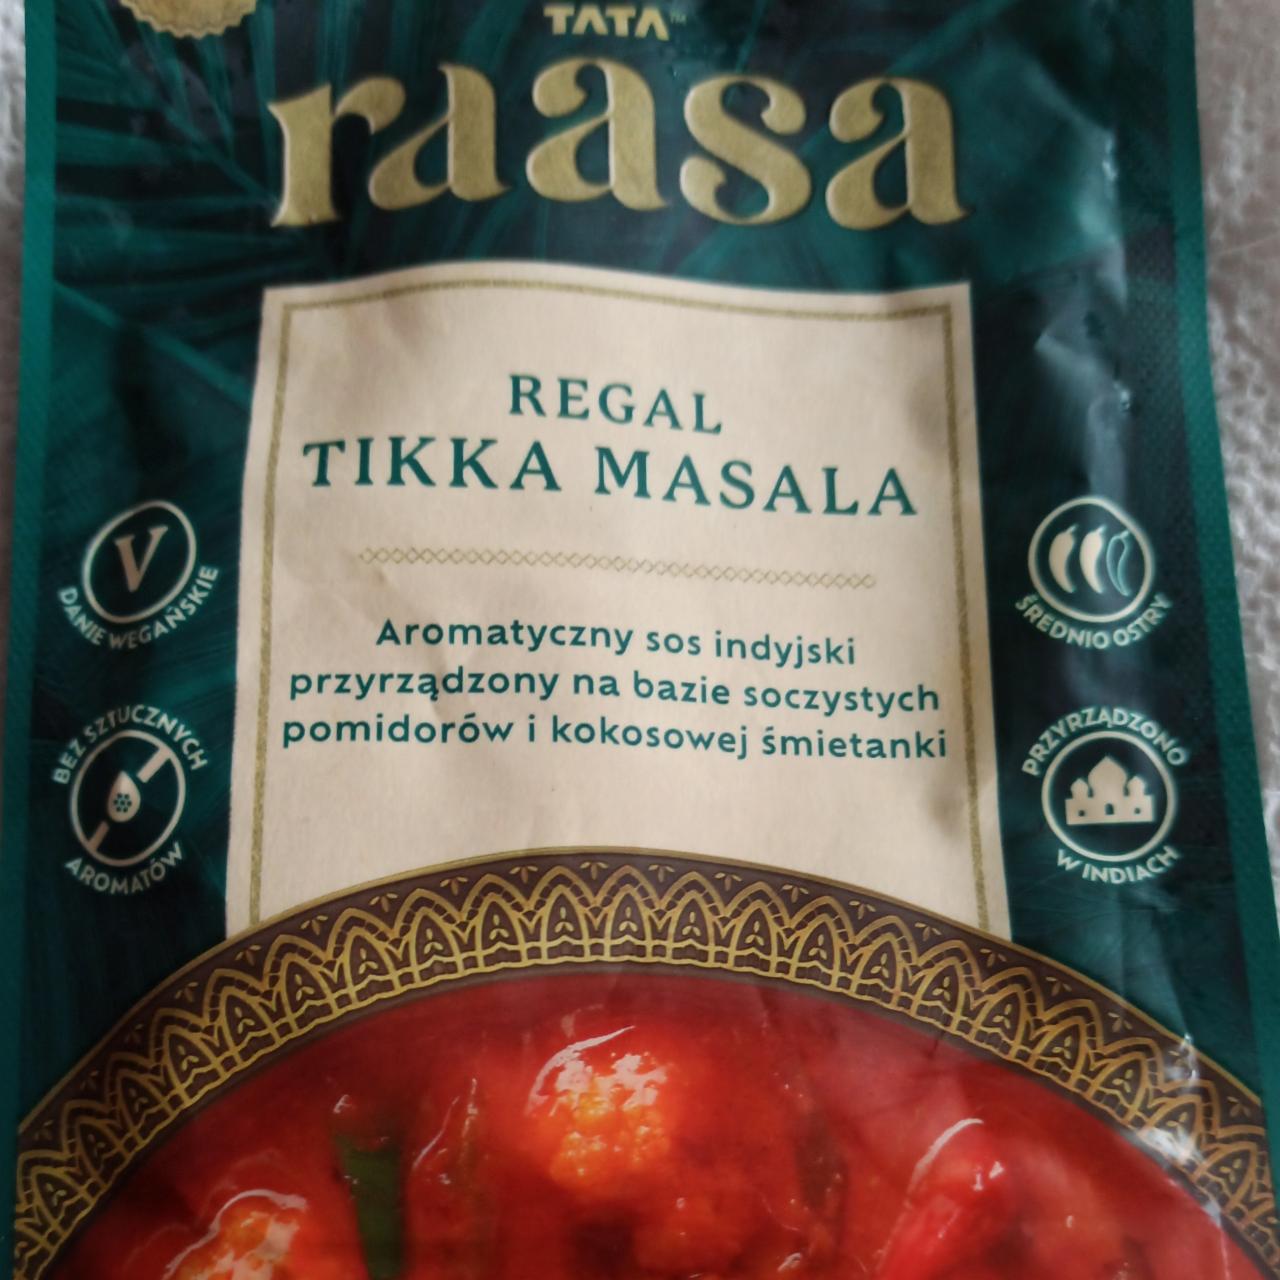 TATA™
raasa
REGAL
TIKKA MASALA
Aromatyczny sos indyjski
przyrządzony na bazie soczystych
pomidorów i kokosowej śmietanki
V
DANIE WEGAŃSKIE
BEZ SZTUCZNYCH
AROMATÓW
ŚREDNIO OSTRY
PRZYRZĄDZONO
W INDIACH